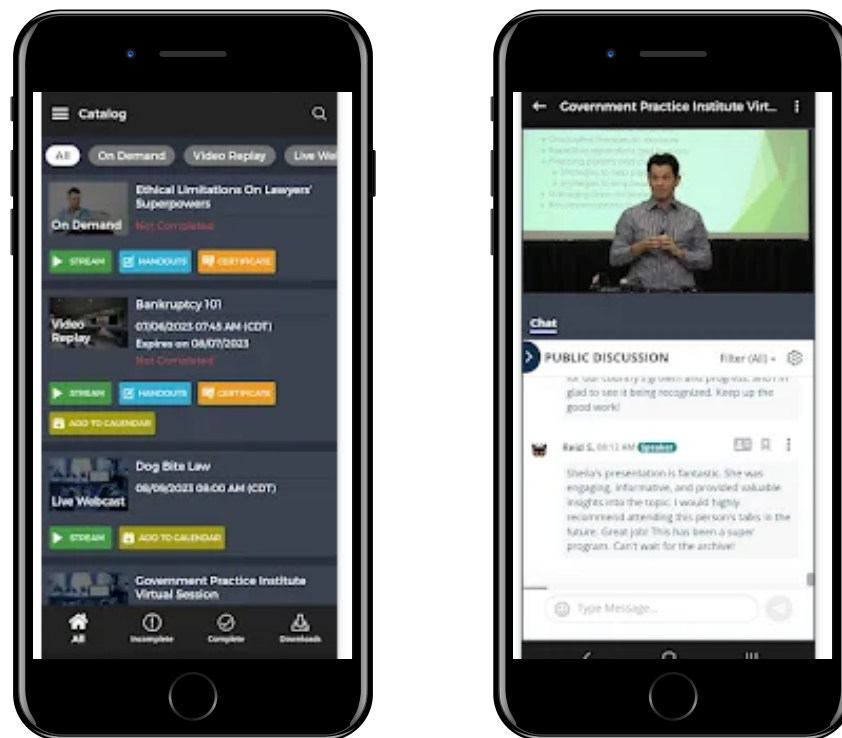 Catalog
All On Demand Video Replay Live We
Ethical Limitations On Lawyers'
Superpowers
On Demand
Not Completed
STREAM HANDOUTS CERTIFICATE
Bankruptcy 101
Video
Replay
07/06/2023 07:45 AM (CDT)
Expires on 08/07/2023
Not Completed
STREAM HANDOUTS CERTIFICATE
ADD TO CALENDAR
Dog Bite Law
08/09/2023 08:00 AM (CDT)
Live Webcast
STREAM ADD TO CALENDAR
Government Practice Institute
Virtual Session
All Incomplete Complete Downloads
Government Practice Institute Virt...
Chat
PUBLIC DISCUSSION Filter (All)
for our country's growth and progress, and I'm
glad to see it being recognized. Keep up the
good work!
Reid S. 08:12 AM Speaker
Sheila's presentation is fantastic. She was
engaging, informative, and provided valuable
insights into the topic. I would highly
recommend attending this person's talks in the
future. Great job! This has been a super
program. Can't wait for the archive!
Type Message...